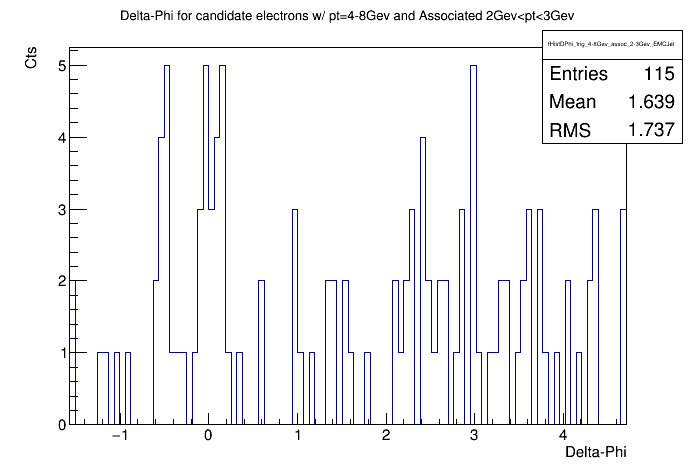 Delta-Phi for candidate electrons w/ pt=4-8Gev and Associated 2Gev<pt<3Gev
Cts
fHistDPhi_trig_4-8Gev_assoc_2-3Gev_EMCJet
Entries 115
Mean 1.639
RMS 1.737
5
4
3
2
1
0
−1 0 1 2 3 4
Delta-Phi